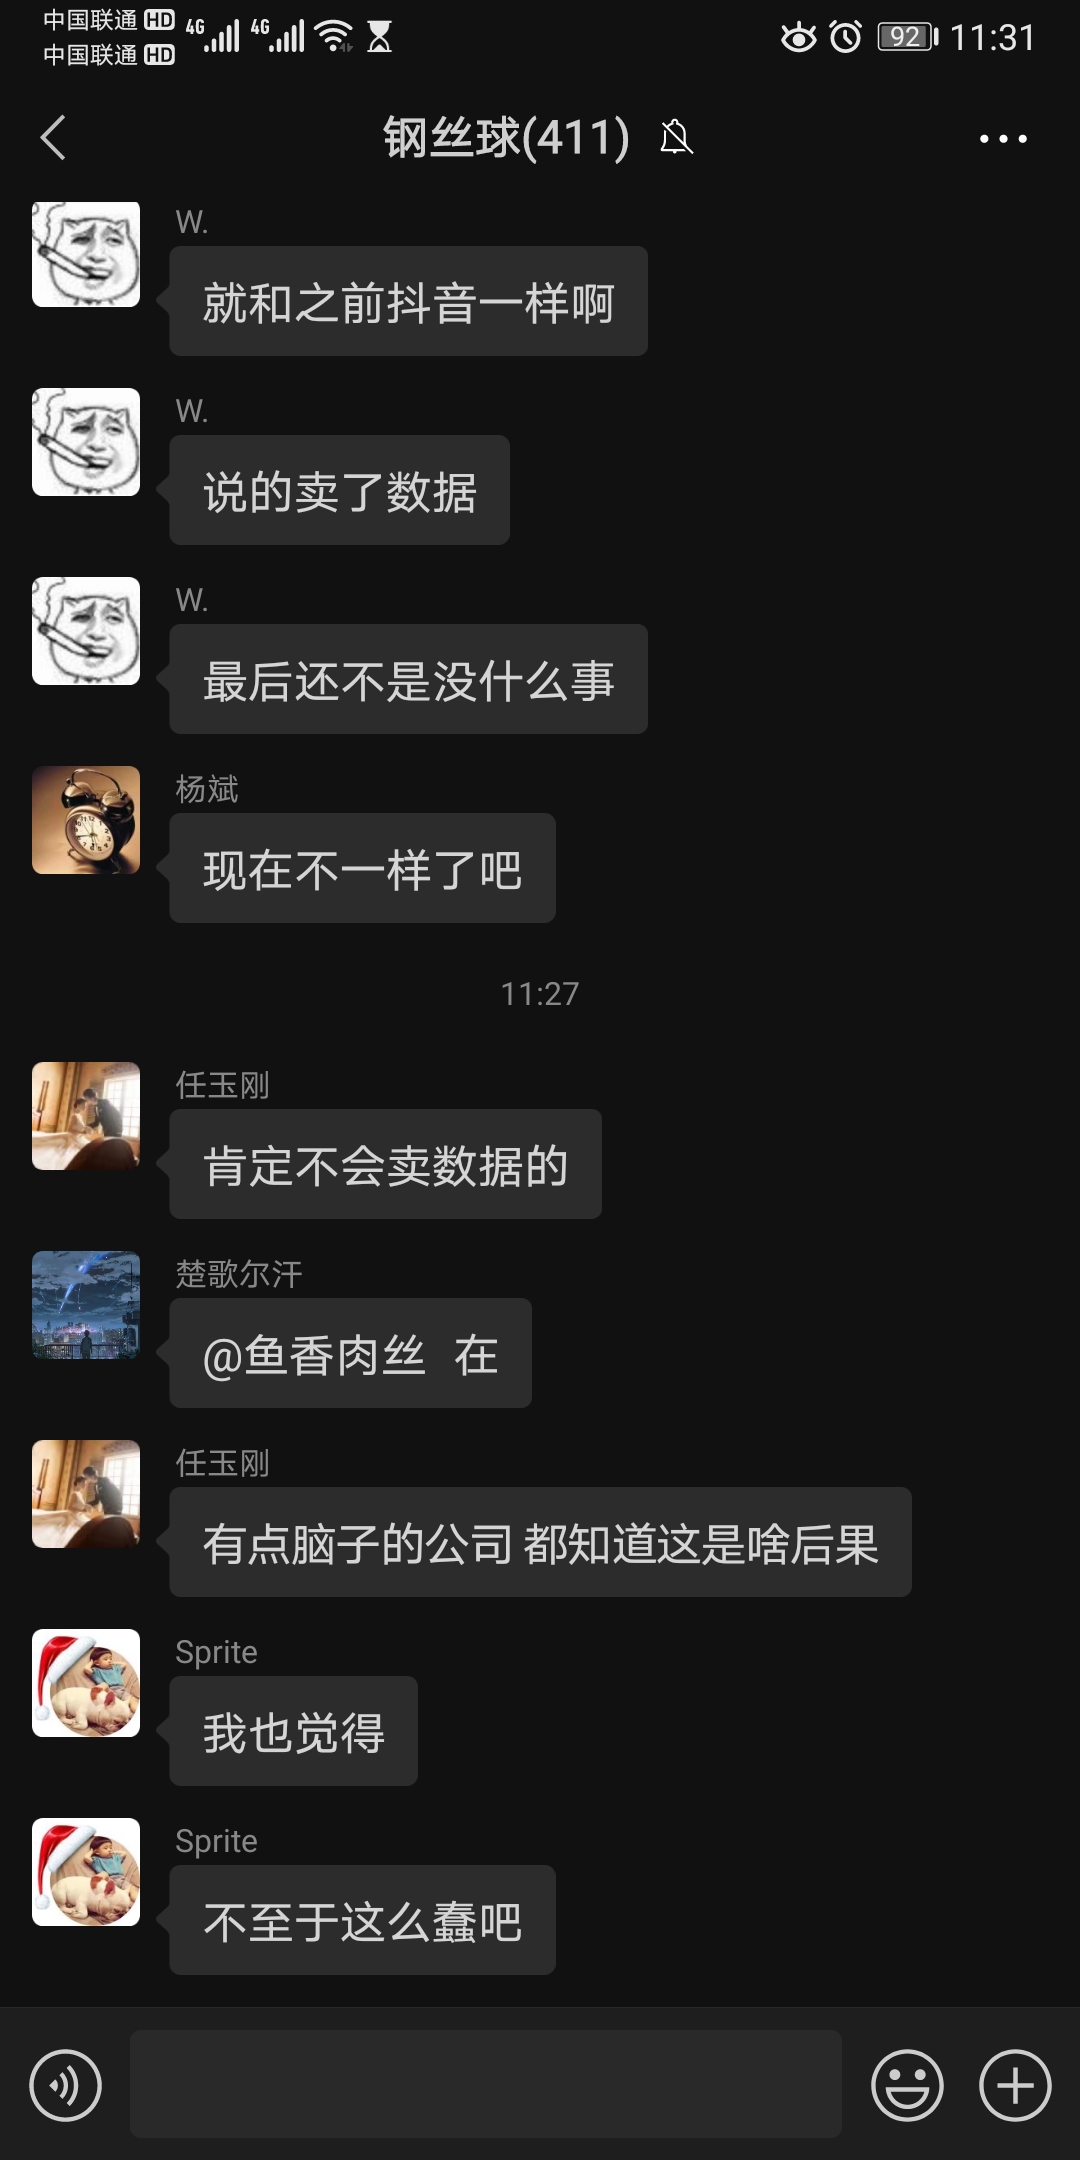 中国联通 HD 4G 4G 92 11:31
中国联通 HD
钢丝球(411)
W.
就和之前抖音一样啊
W.
说的卖了数据
W.
最后还不是没什么事
杨斌
现在不一样了吧
11:27
任玉刚
肯定不会卖数据的
楚歌尔汗
@鱼香肉丝 在
任玉刚
有点脑子的公司 都知道这是啥后果
Sprite
我也觉得
Sprite
不至于这么蠢吧